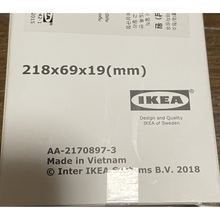 218x69x19(mm)
IKEA
Design and Quality
IKEA of Sweden
AA-2170897-3
Made in Vietnam
© Inter IKEA Systems B.V. 2018